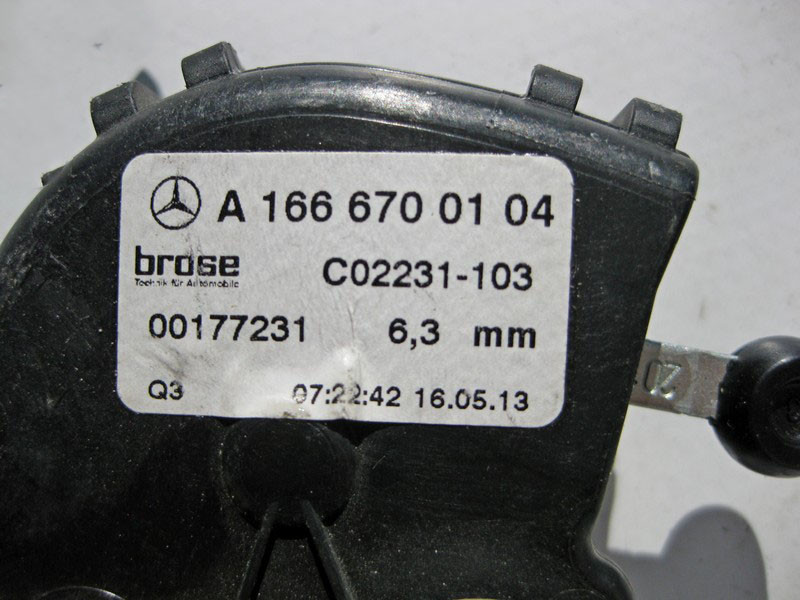 A 166 670 01 04
brose
Technik für Automobile
C02231-103
00177231 6,3 mm
Q3 07:22:42 16.05.13
20